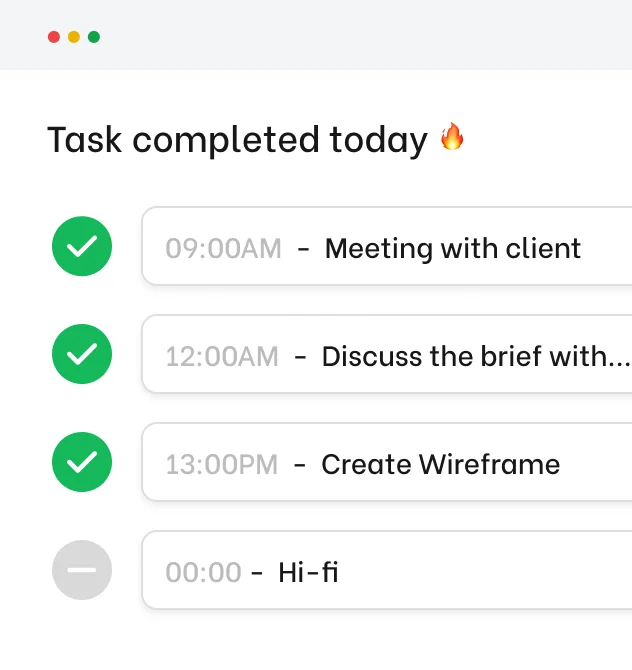 Task completed today 🔥
09:00AM - Meeting with client
12:00AM - Discuss the brief with...
13:00PM - Create Wireframe
00:00 - Hi-fi